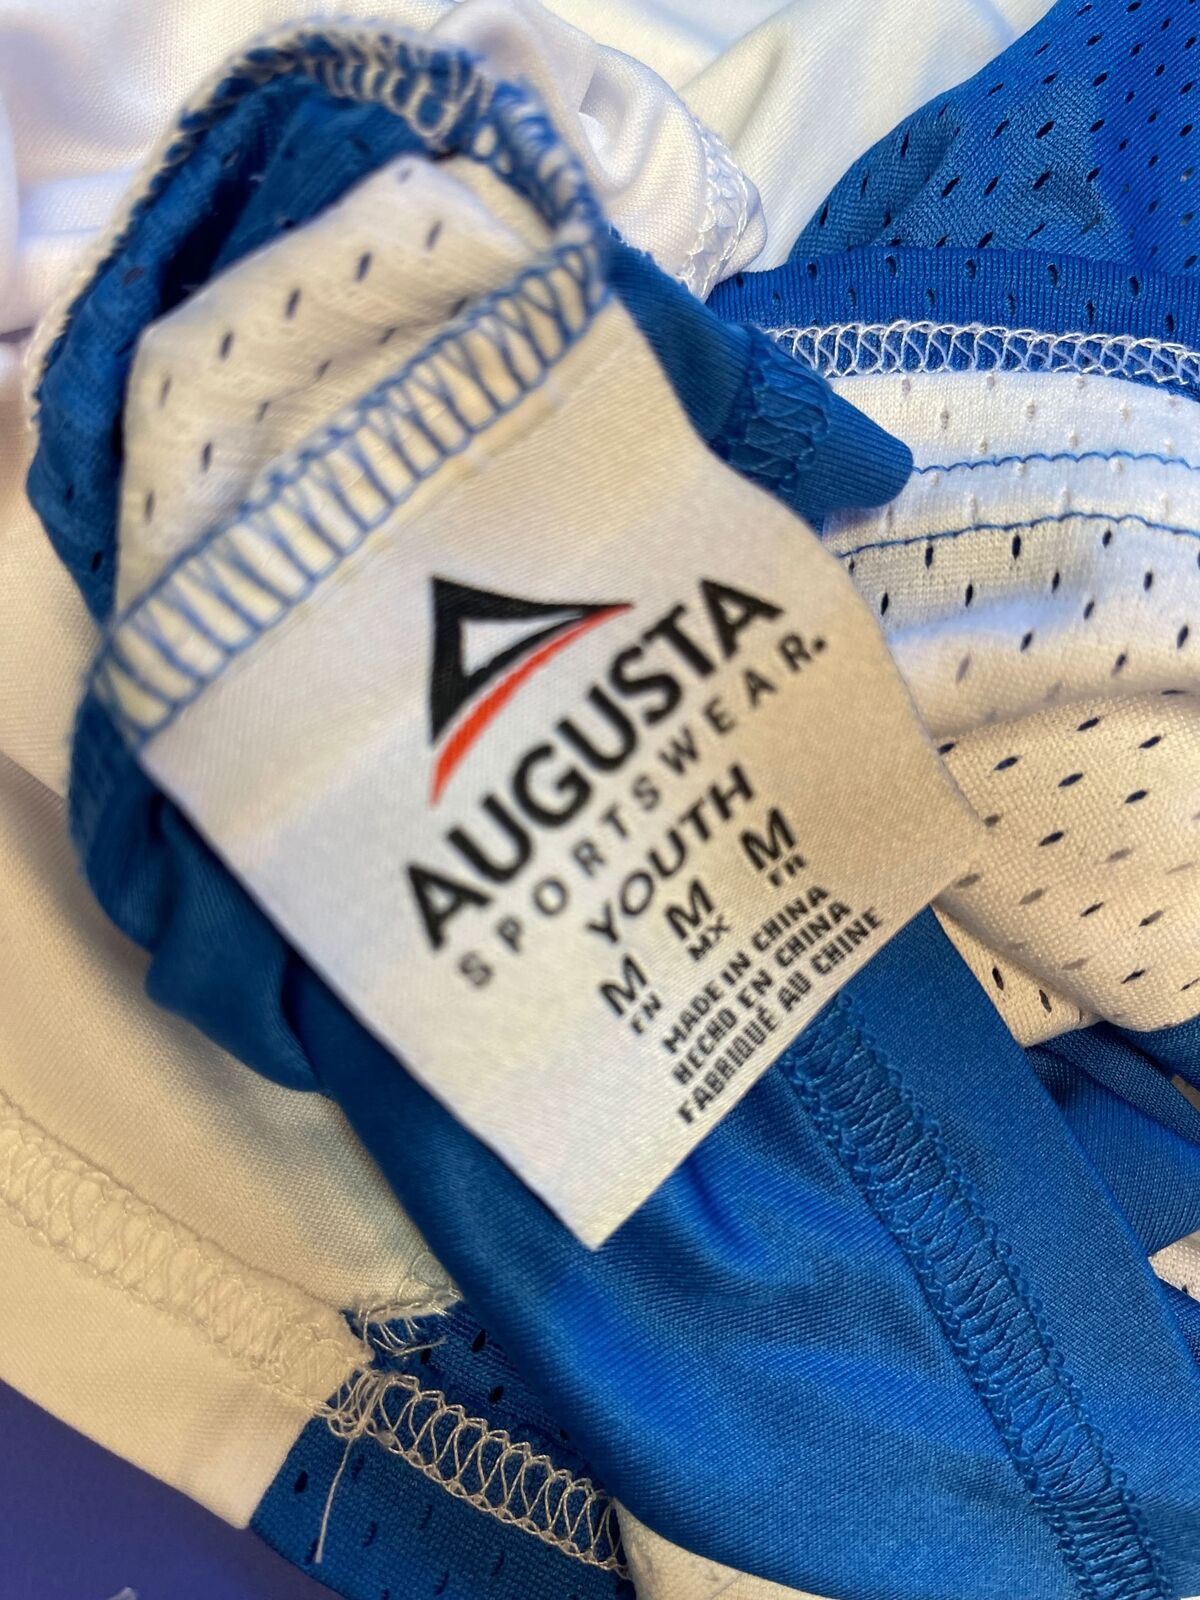 AUGUSTA
SPORTSWEAR.
YOUTH
M M M
EN MX FR
MADE IN CHINA
HECHO EN CHINA
FABRIQUÉ AU CHINE